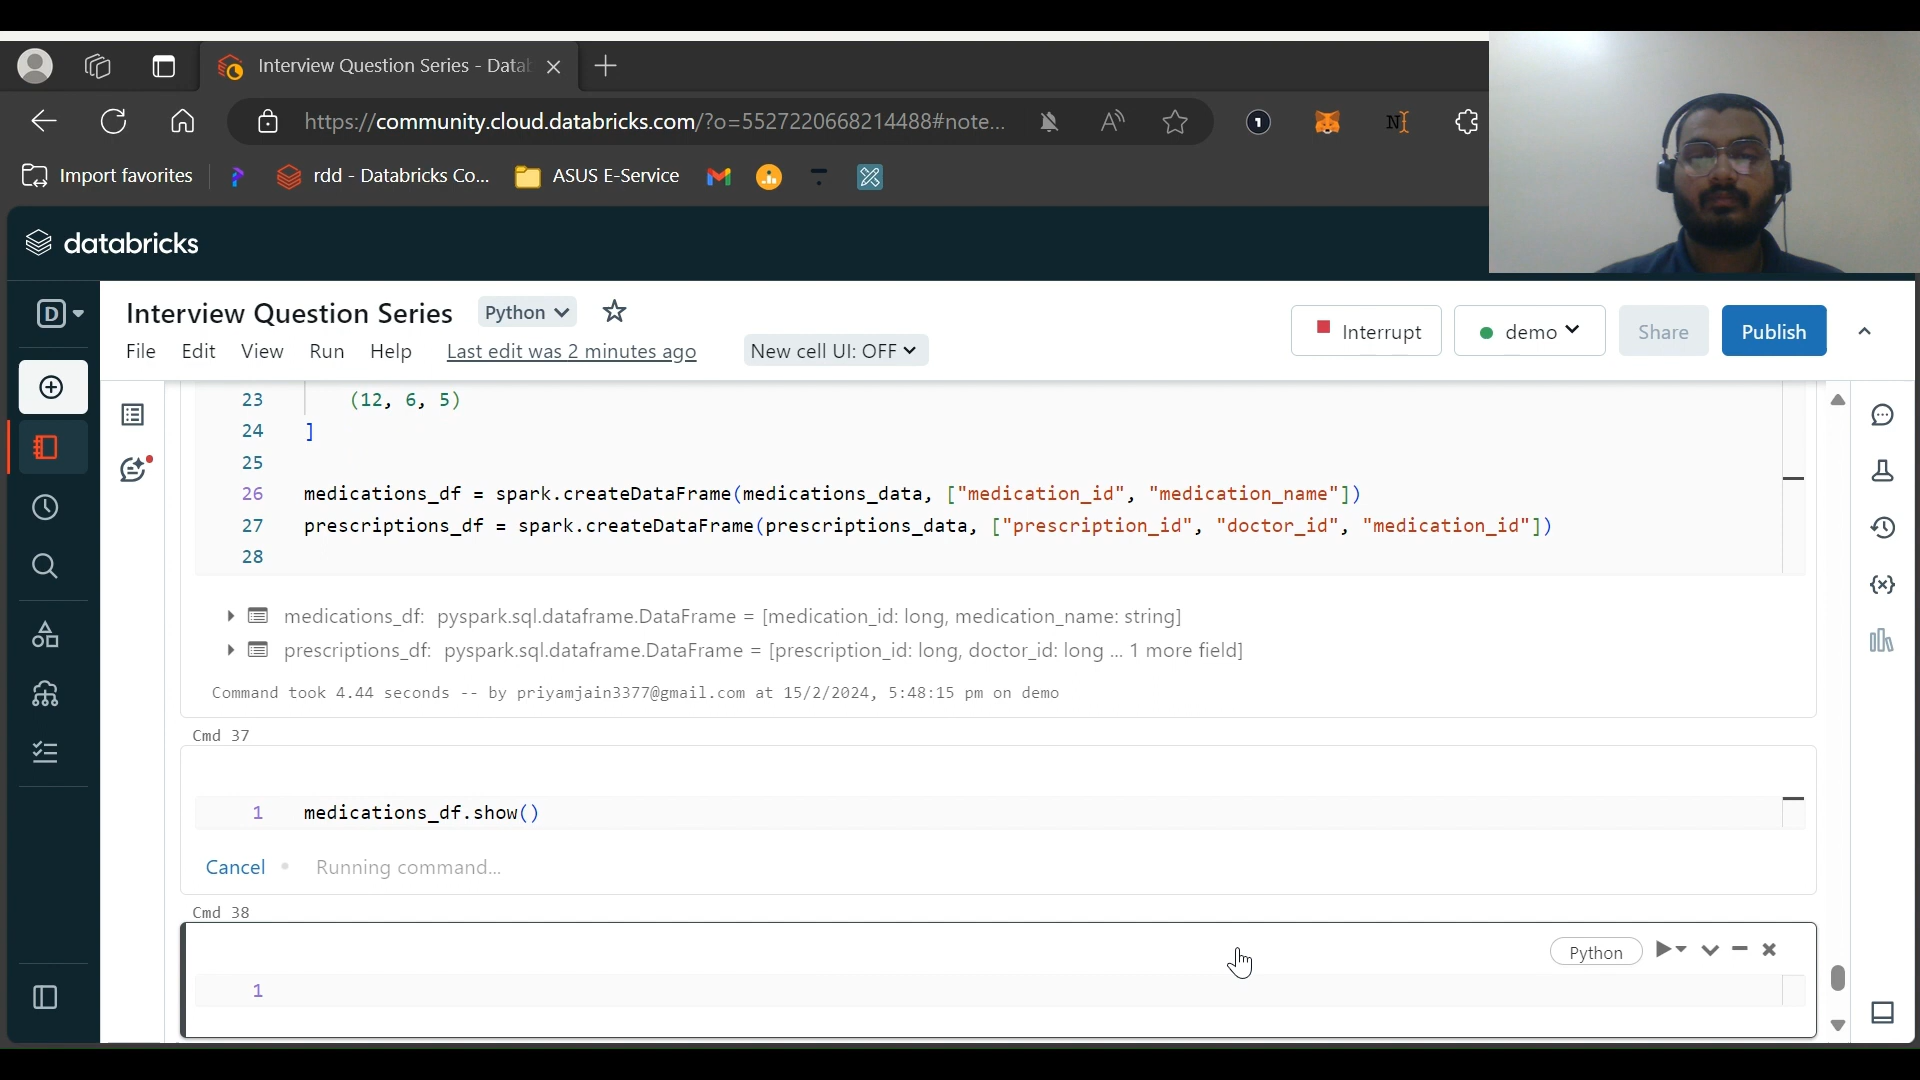 Interview Question Series - Datab
https://community.cloud.databricks.com/?o=5527220668214488#note...
Import favorites
rdd - Databricks Co...
ASUS E-Service
databricks
D
Interview Question Series
Python
Interrupt
demo
Share
Publish
File
Edit
View
Run
Help
Last edit was 2 minutes ago
New cell UI: OFF
23 (12, 6, 5)
24 ]
25
26 medications_df = spark.createDataFrame(medications_data, ["medication_id", "medication_name"])
27 prescriptions_df = spark.createDataFrame(prescriptions_data, ["prescription_id", "doctor_id", "medication_id"])
28
medications_df: pyspark.sql.dataframe.DataFrame = [medication_id: long, medication_name: string]
prescriptions_df: pyspark.sql.dataframe.DataFrame = [prescription_id: long, doctor_id: long ... 1 more field]
Command took 4.44 seconds -- by priyamjain3377@gmail.com at 15/2/2024, 5:48:15 pm on demo
Cmd 37
1 medications_df.show()
Cancel • Running command...
Cmd 38
Python
1